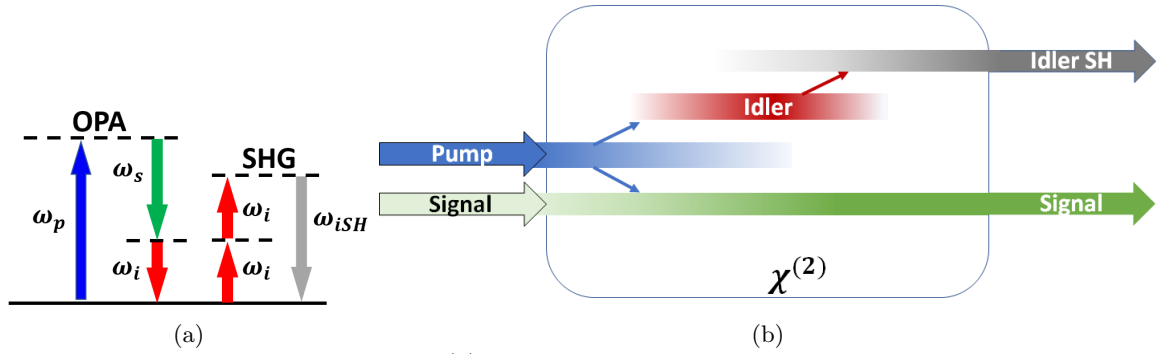 OPA
SHG
ω_p
ω_s
ω_i
ω_i
ω_i
ω_iSH
(a)
Idler SH
Idler
Pump
Signal
Signal
χ^(2)
(b)